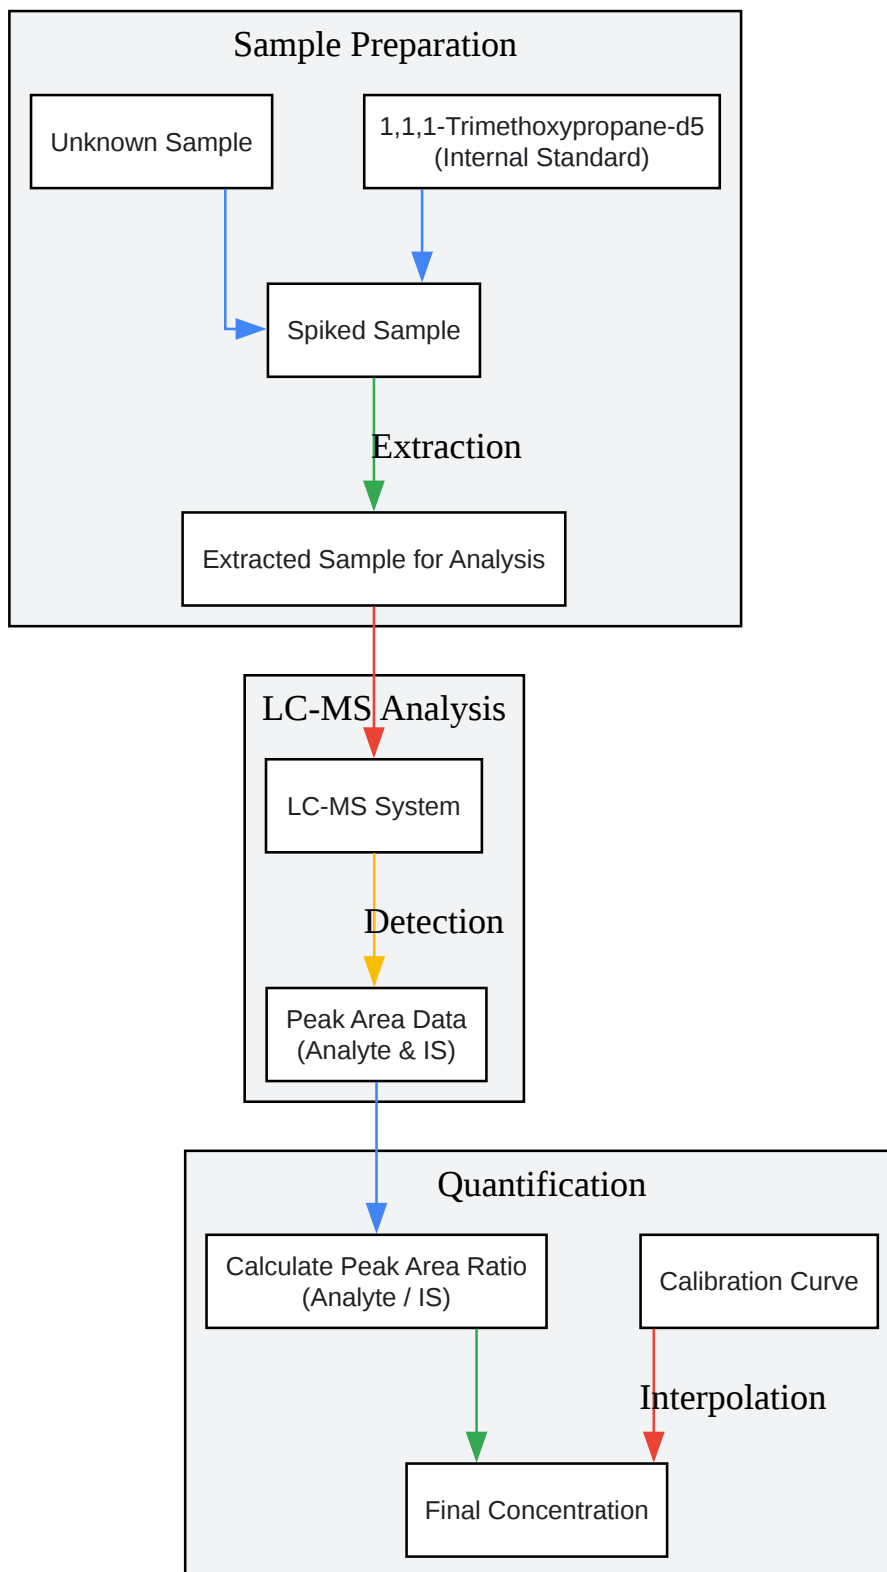 Sample Preparation
Unknown Sample
1,1,1-Trimethoxypropane-d5
(Internal Standard)
Spiked Sample
Extraction
Extracted Sample for Analysis
LC-MS Analysis
LC-MS System
Detection
Peak Area Data
(Analyte & IS)
Quantification
Calculate Peak Area Ratio
(Analyte / IS)
Calibration Curve
Interpolation
Final Concentration